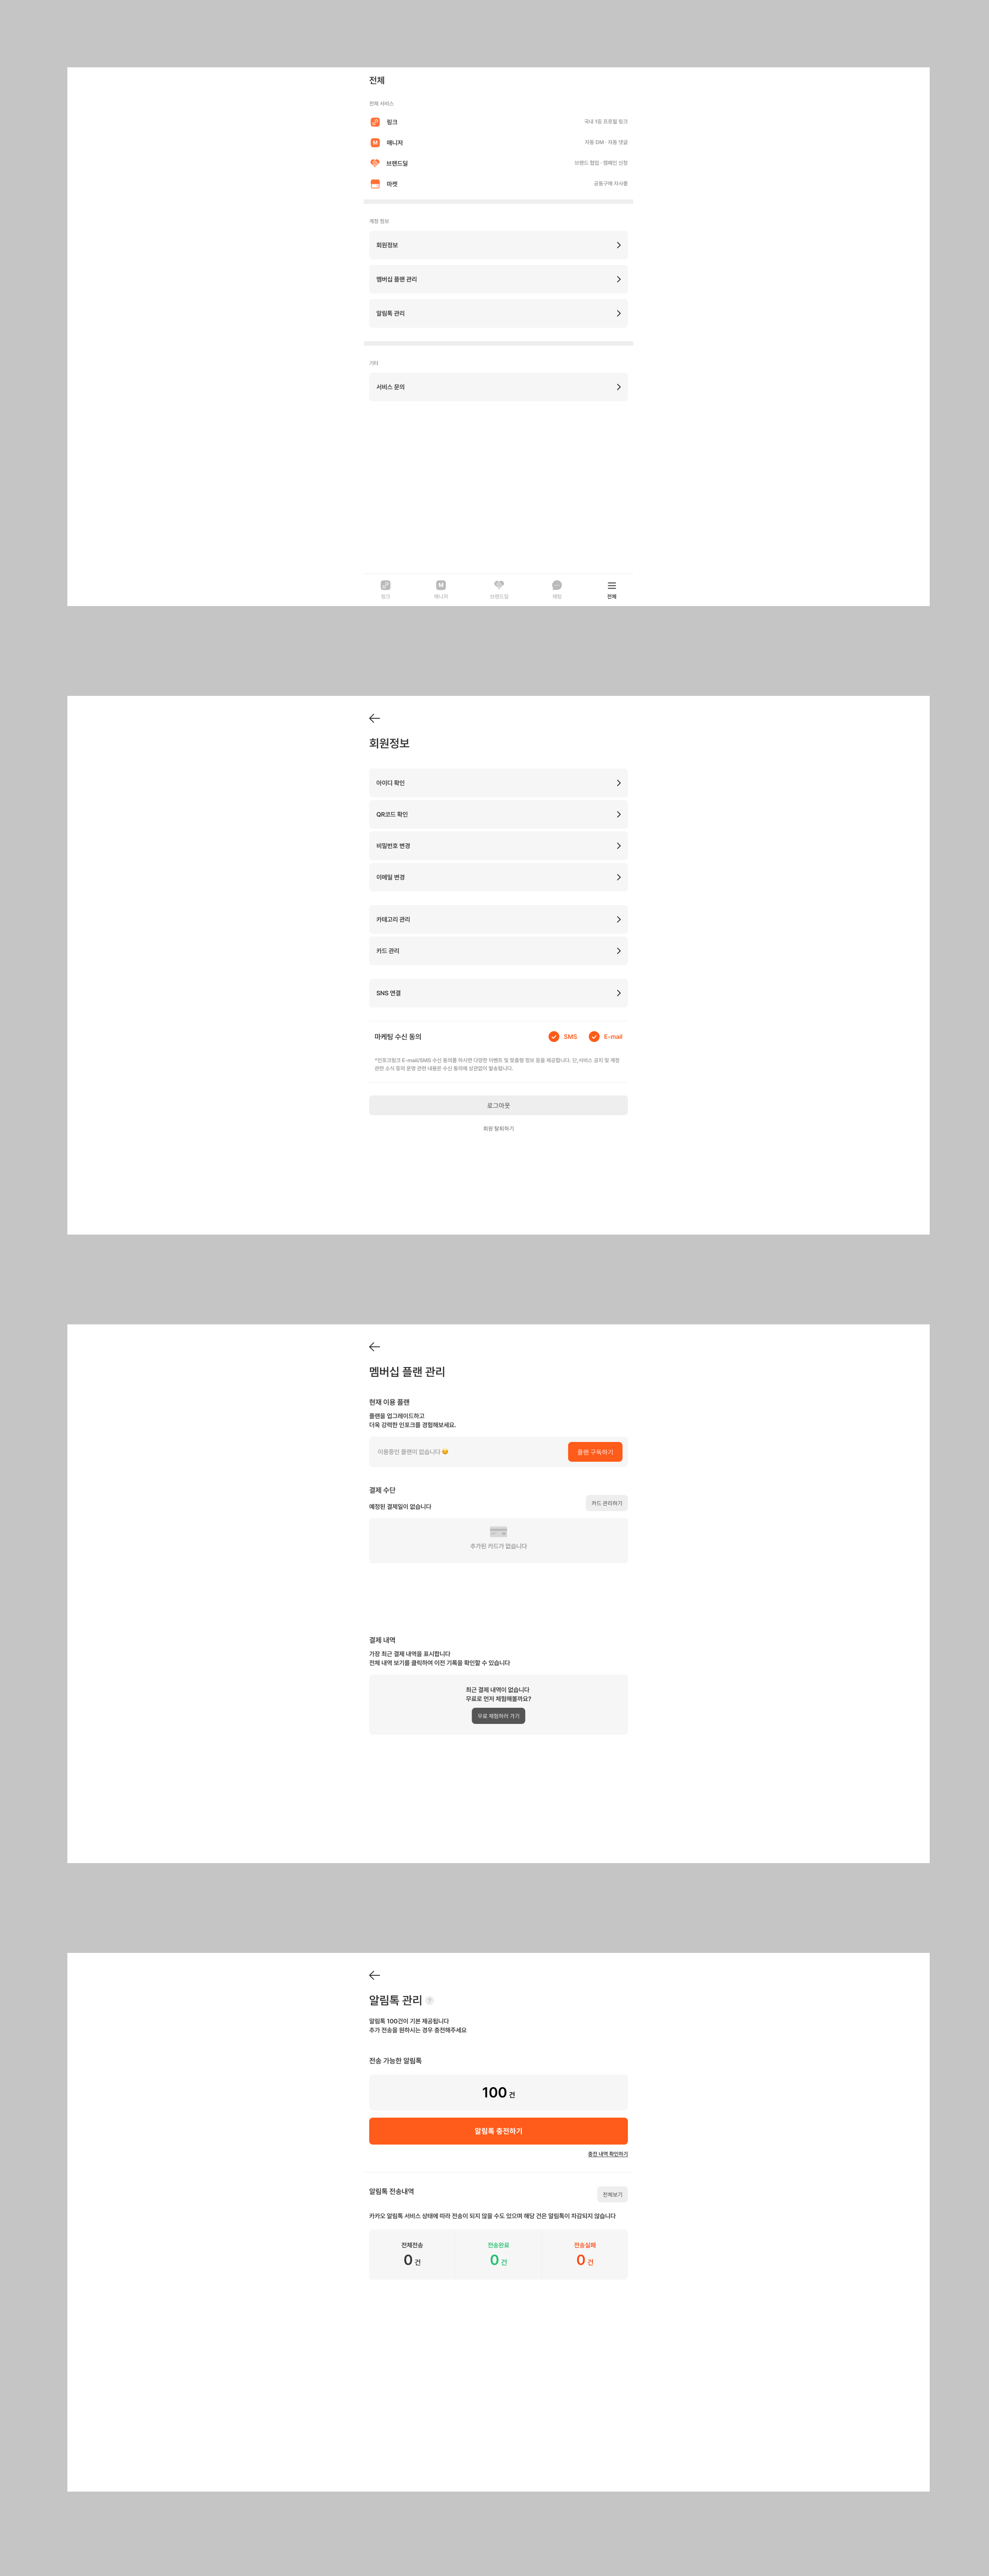 전체
전체 서비스
링크 국내 1등 프로필 링크
M 매니저 자동 DM · 자동 댓글
브랜드딜 브랜드 협업 · 캠페인 신청
마켓 공동구매 자사몰
계정 정보
회원정보
멤버십 플랜 관리
알림톡 관리
기타
서비스 문의
링크 매니저 브랜드딜 채팅 전체
회원정보
아이디 확인
QR코드 확인
비밀번호 변경
이메일 변경
카테고리 관리
카드 관리
SNS 연결
마케팅 수신 동의 SMS E-mail
*인포크링크 E-mail/SMS 수신 동의를 하시면 다양한 이벤트 및 맞춤형 정보 등을 제공합니다. 단,서비스 공지 및 계정
관련 소식 등의 운영 관련 내용은 수신 동의에 상관없이 발송됩니다.
로그아웃
회원 탈퇴하기
멤버십 플랜 관리
현재 이용 플랜
플랜을 업그레이드하고
더욱 강력한 인포크를 경험해보세요.
이용중인 플랜이 없습니다 플랜 구독하기
결제 수단
예정된 결제일이 없습니다 카드 관리하기
추가된 카드가 없습니다
결제 내역
가장 최근 결제 내역을 표시합니다
전체 내역 보기를 클릭하여 이전 기록을 확인할 수 있습니다
최근 결제 내역이 없습니다
무료로 먼저 체험해볼까요?
무료 체험하러 가기
알림톡 관리 ?
알림톡 100건이 기본 제공됩니다
추가 전송을 원하시는 경우 충전해주세요
전송 가능한 알림톡
100 건
알림톡 충전하기
충전 내역 확인하기
알림톡 전송내역 전체보기
카카오 알림톡 서비스 상태에 따라 전송이 되지 않을 수도 있으며 해당 건은 알림톡이 차감되지 않습니다
전체전송 전송완료 전송실패
0 건 0 건 0 건